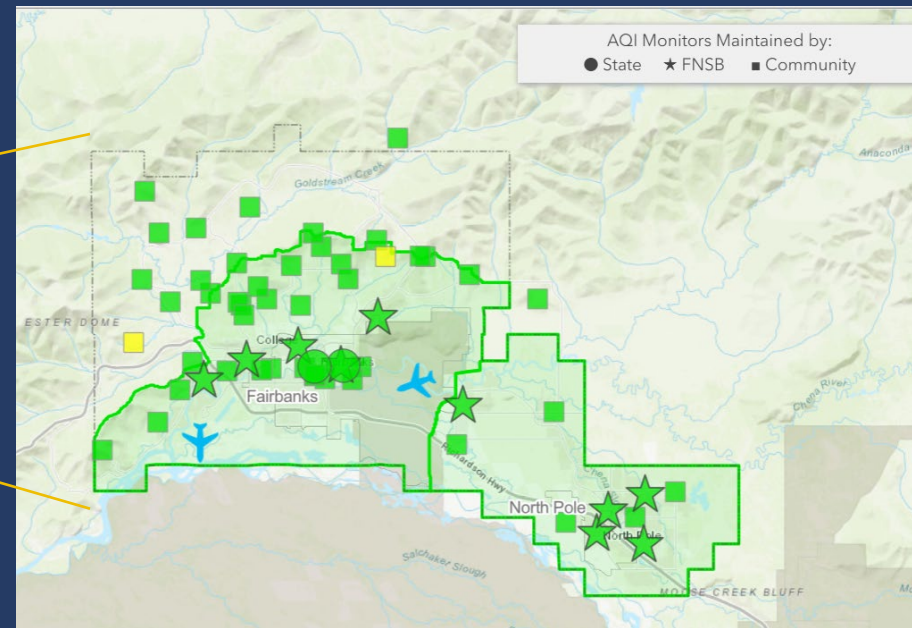 AQI Monitors Maintained by:
● State ★ FNSB ■ Community
Anaconda
Goldstream Creek
ESTER DOME
Fairbanks
Chena River
Richardson Hwy
North Pole
North Pole
Salchaker Slough
MOOSE CREEK BLUFF